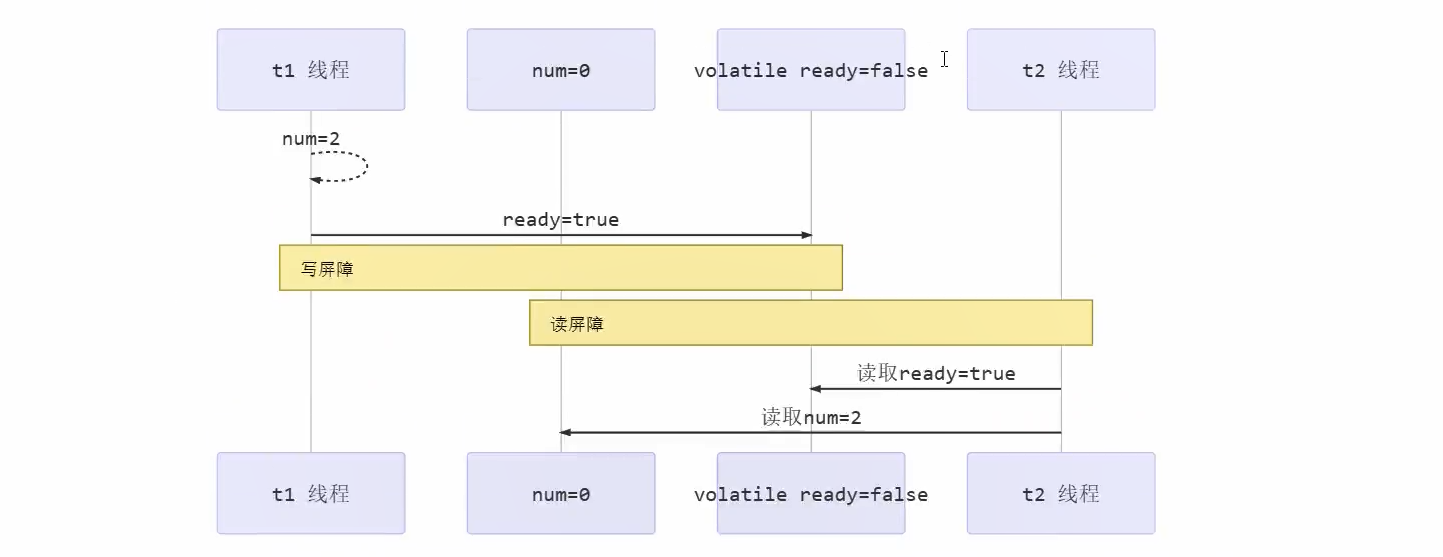 t1 线程
num=0
volatile ready=false
t2 线程
num=2
ready=true
写屏障
读屏障
读取ready=true
读取num=2
t1 线程
num=0
volatile ready=false
t2 线程